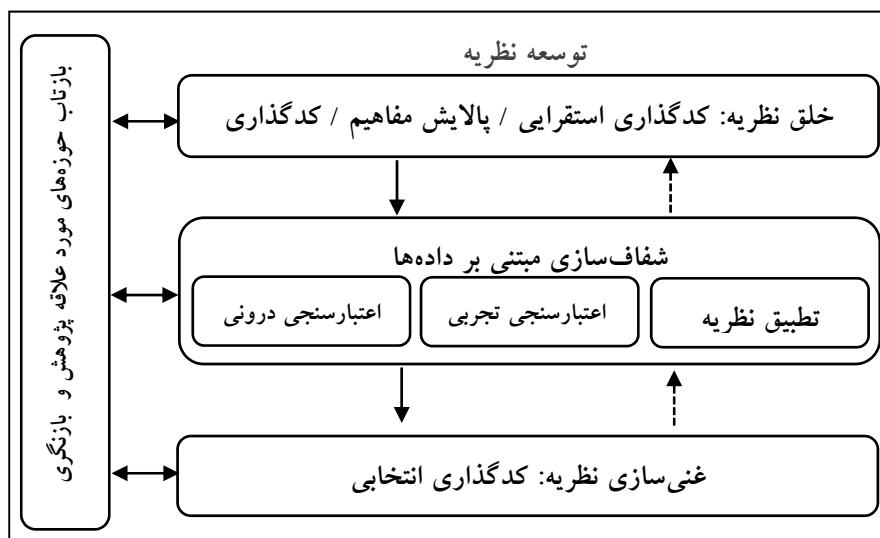 توسعه نظریه
خلق نظریه: کدگذاری استقرایی / پالایش مفاهیم / کدگذاری
شفاف‌سازی مبتنی بر داده‌ها
تطبیق نظریه
اعتبارسنجی تجربی
اعتبارسنجی درونی
غنی‌سازی نظریه: کدگذاری انتخابی
بازتاب حوزه‌های مورد علاقه پژوهش و بازنگری